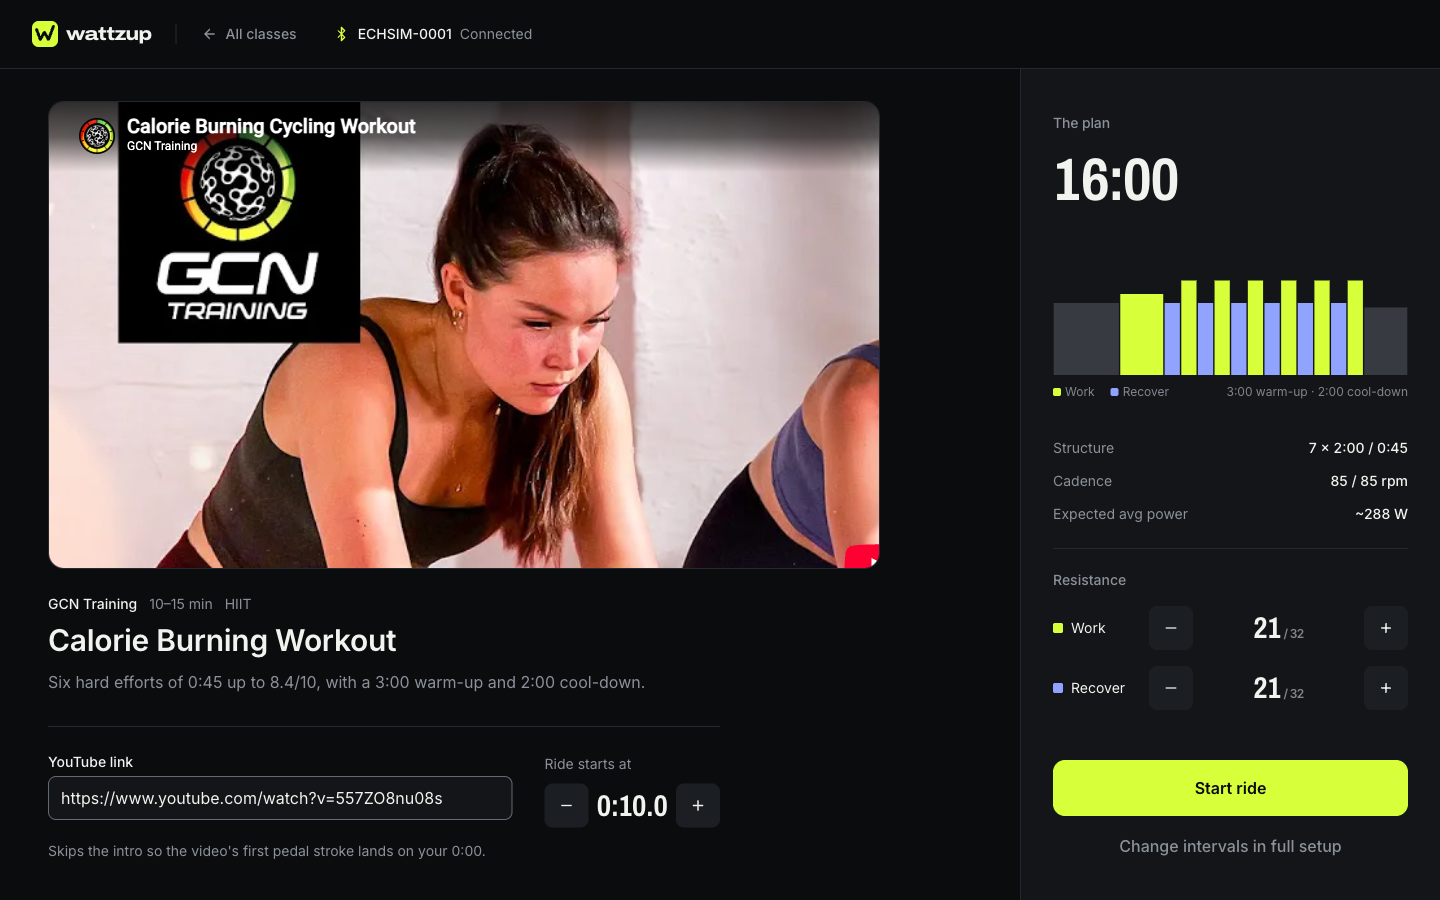 wattzup
All classes
ECHSIM-0001 Connected
Calorie Burning Cycling Workout
GCN Training
GCN
TRAINING
GCN Training 10–15 min HIIT
Calorie Burning Workout
Six hard efforts of 0:45 up to 8.4/10, with a 3:00 warm-up and 2:00 cool-down.
YouTube link
https://www.youtube.com/watch?v=557ZO8nu08s
Ride starts at
− 0:10.0 +
Skips the intro so the video's first pedal stroke lands on your 0:00.
The plan
16:00
Work Recover 3:00 warm-up · 2:00 cool-down
Structure 7 × 2:00 / 0:45
Cadence 85 / 85 rpm
Expected avg power ~288 W
Resistance
Work − 21 / 32 +
Recover − 21 / 32 +
Start ride
Change intervals in full setup